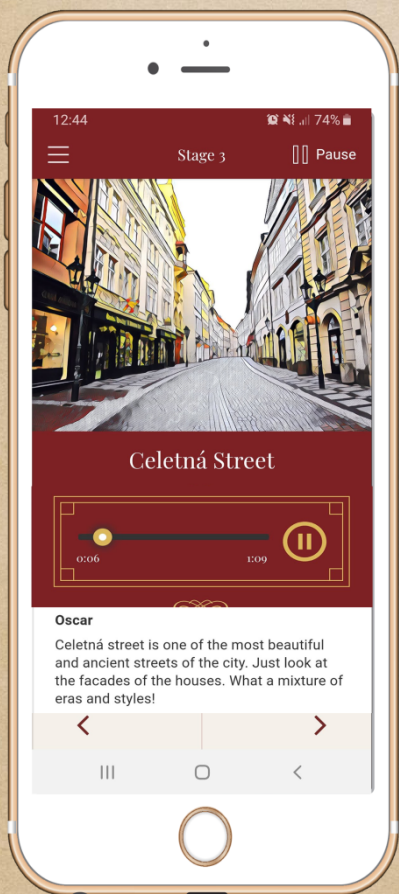 12:44
74%
Stage 3
Pause
Celetná Street
0:06
1:09
Oscar
Celetná street is one of the most beautiful
and ancient streets of the city. Just look at
the facades of the houses. What a mixture of
eras and styles!